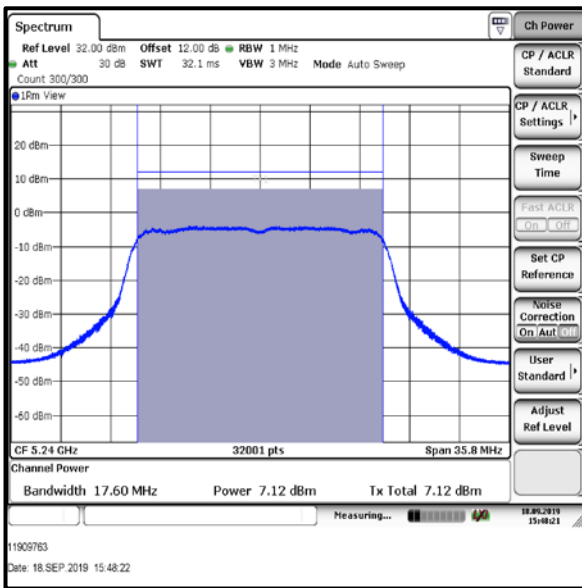 Spectrum
Ref Level 32.00 dBm Offset 12.00 dB RBW 1 MHz
Att 30 dB SWT 32.1 ms VBW 3 MHz Mode Auto Sweep
Count 300/300
1Rm View
20 dBm
10 dBm
0 dBm
-10 dBm
-20 dBm
-30 dBm
-40 dBm
-50 dBm
-60 dBm
CF 5.24 GHz 32001 pts Span 35.8 MHz
Channel Power
Bandwidth 17.60 MHz Power 7.12 dBm Tx Total 7.12 dBm
Measuring... 18.09.2019
15:48:21
Ch Power
CP / ACLR
Standard
CP / ACLR
Settings
Sweep
Time
Fast ACLR
On Off
Set CP
Reference
Noise
Correction
On Aut Off
User
Standard
Adjust
Ref Level
11909763
Date: 18.SEP.2019 15:48:22